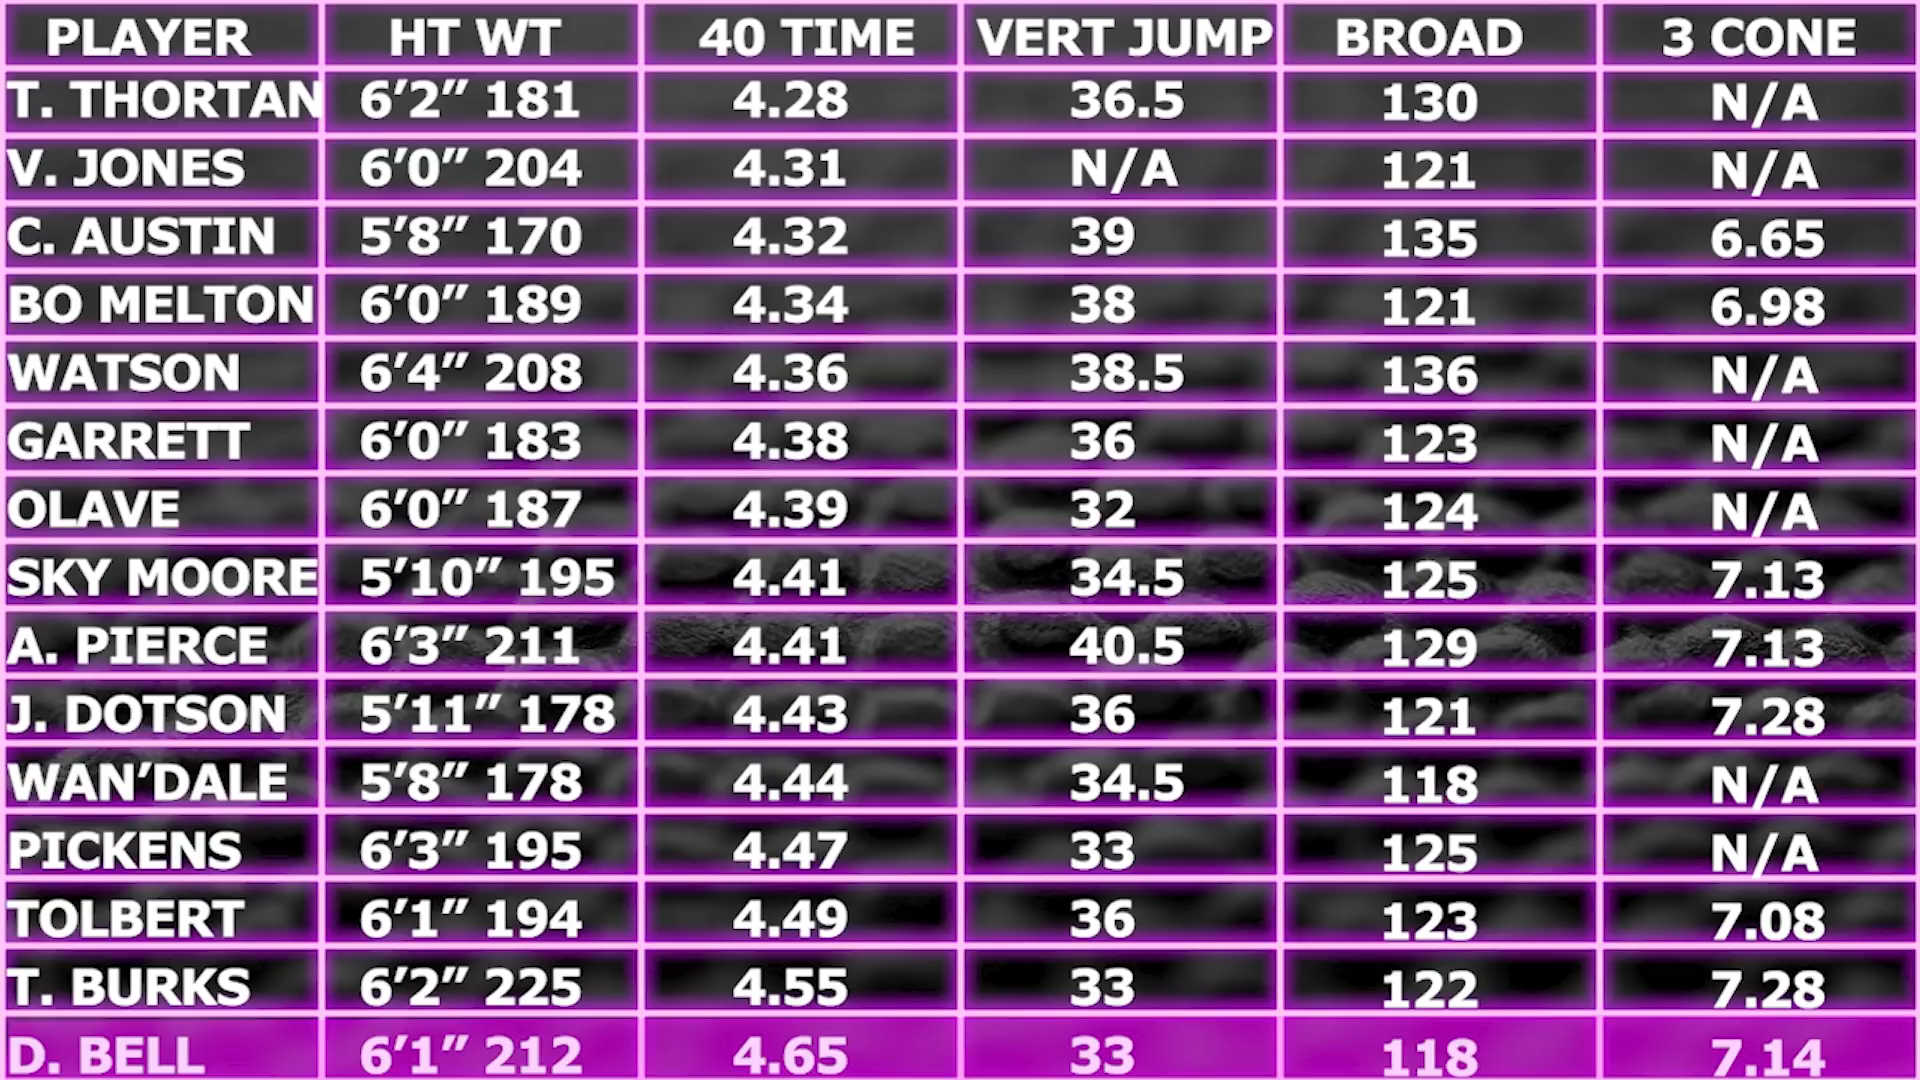 PLAYER HT WT 40 TIME VERT JUMP BROAD 3 CONE
T. THORTAN 6’2” 181 4.28 36.5 130 N/A
V. JONES 6’0” 204 4.31 N/A 121 N/A
C. AUSTIN 5’8” 170 4.32 39 135 6.65
BO MELTON 6’0” 189 4.34 38 121 6.98
WATSON 6’4” 208 4.36 38.5 136 N/A
GARRETT 6’0” 183 4.38 36 123 N/A
OLAVE 6’0” 187 4.39 32 124 N/A
SKY MOORE 5’10” 195 4.41 34.5 125 7.13
A. PIERCE 6’3” 211 4.41 40.5 129 7.13
J. DOTSON 5’11” 178 4.43 36 121 7.28
WAN’DALE 5’8” 178 4.44 34.5 118 N/A
PICKENS 6’3” 195 4.47 33 125 N/A
TOLBERT 6’1” 194 4.49 36 123 7.08
T. BURKS 6’2” 225 4.55 33 122 7.28
D. BELL 6’1” 212 4.65 33 118 7.14